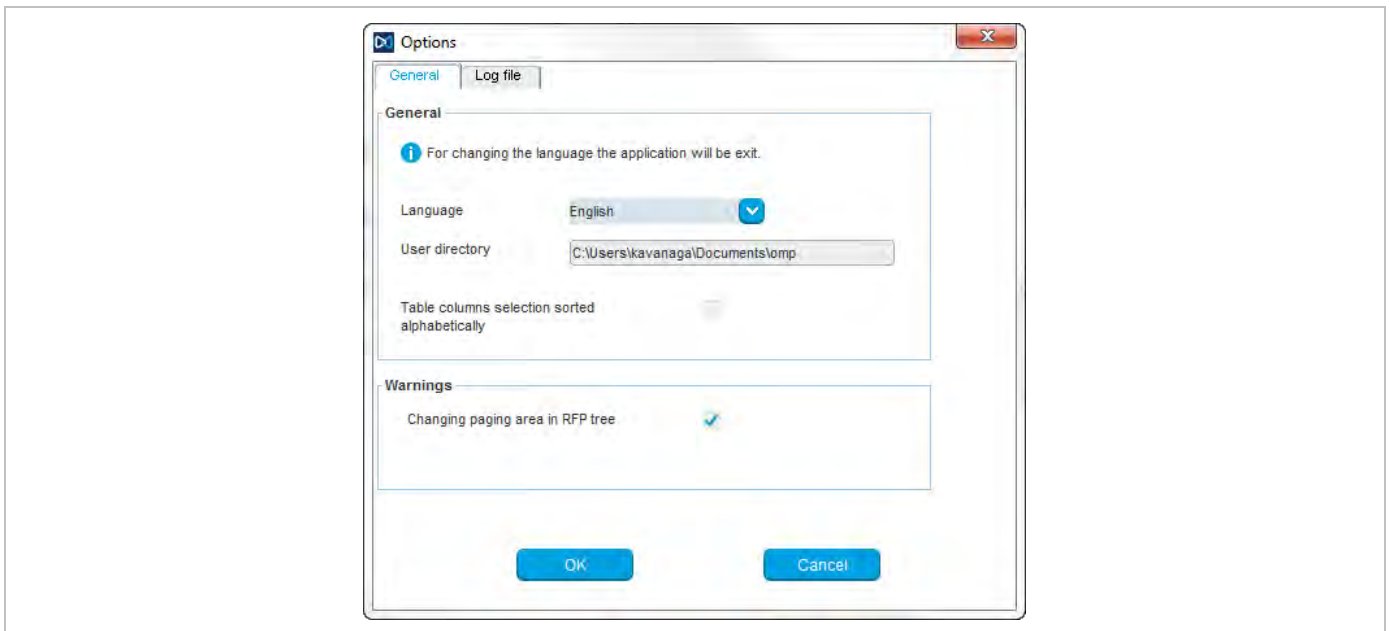 Options
General
Log file
General
For changing the language the application will be exit.
Language
English
User directory
C:\Users\kavanaga\Documents\omp
Table columns selection sorted
alphabetically
Warnings
Changing paging area in RFP tree
OK
Cancel